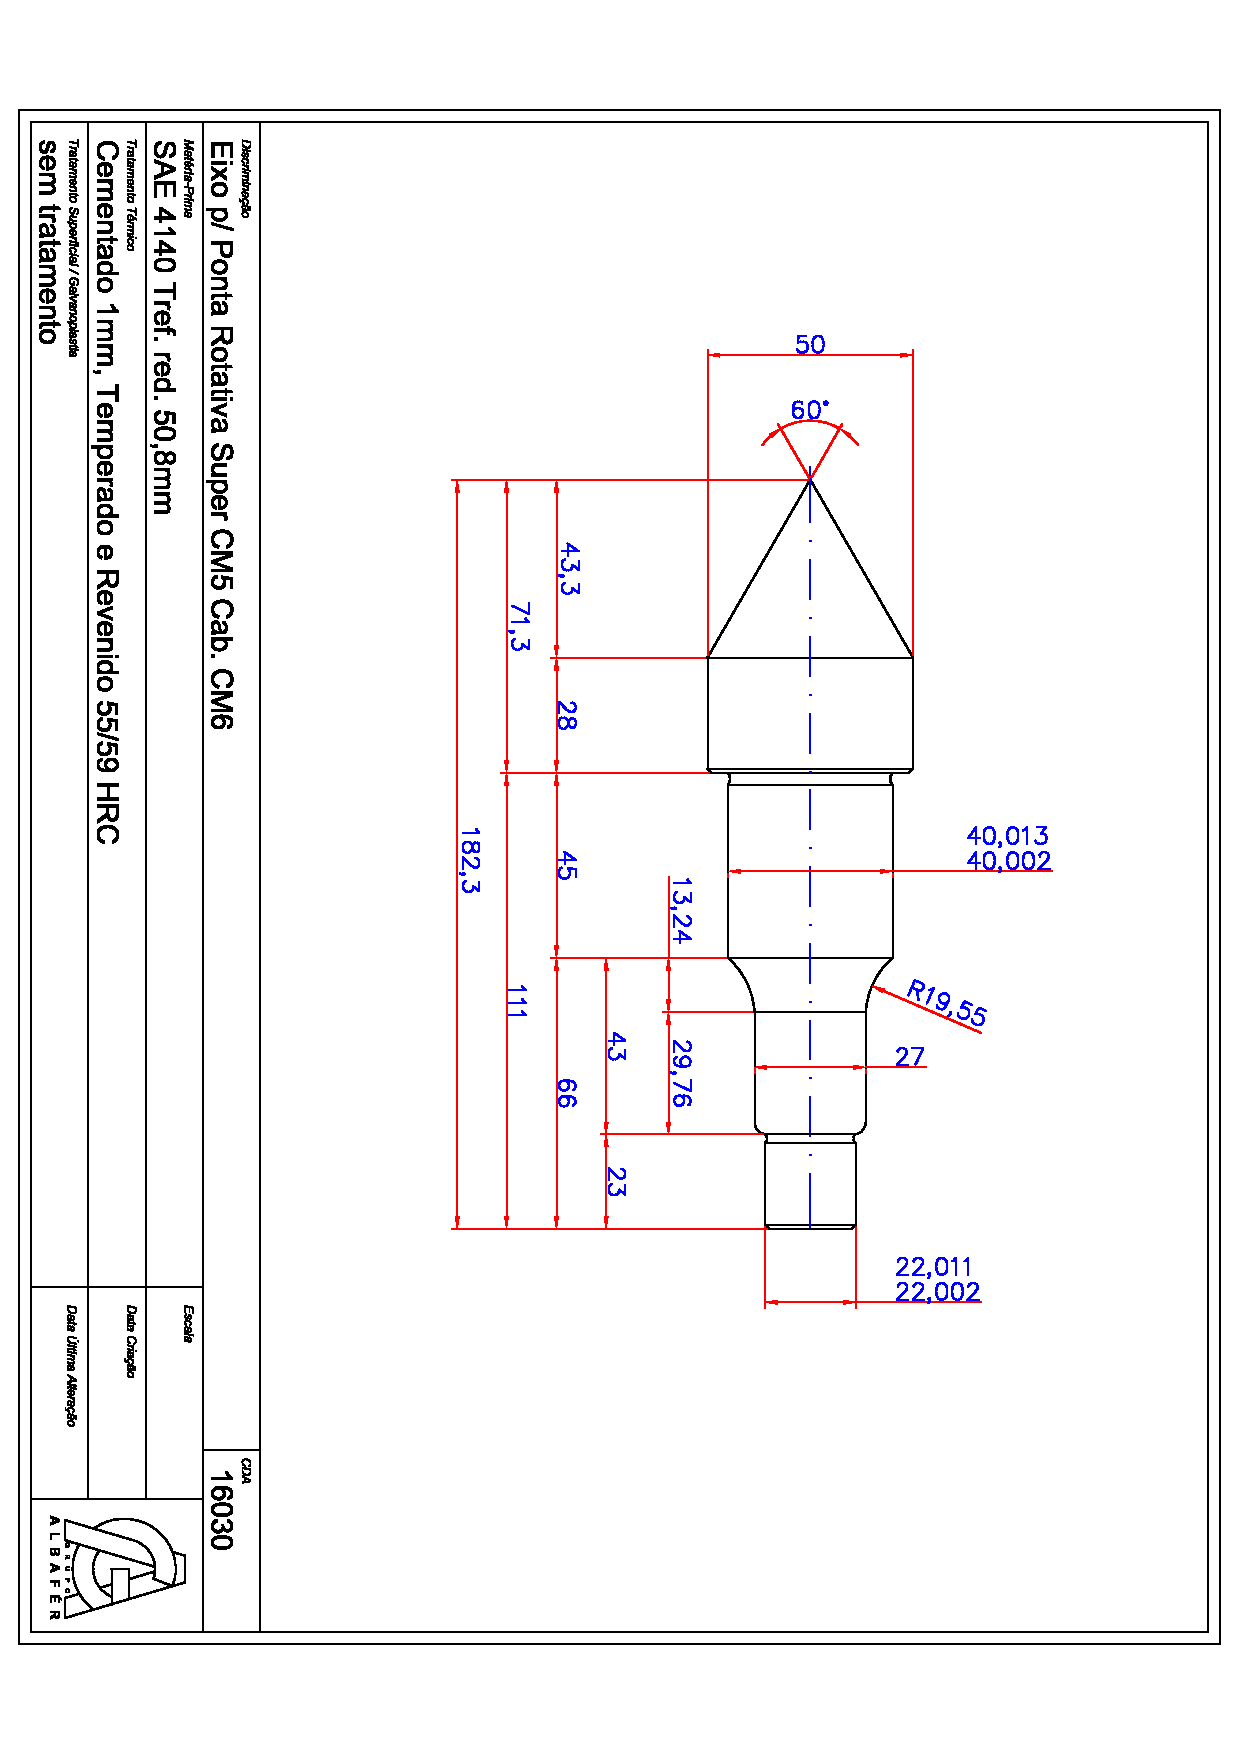 50
60°
43,3
71,3
28
182,3
45
40,013
40,002
13,24
111
R19,55
43
29,76
27
66
23
22,011
22,002
Discriminação
Eixo p/ Ponta Rotativa Super CM5 Cab. CM6
CDA
16030
Matéria-Prima
SAE 4140 Tref. red. 50,8mm
Escala
Tratamento Térmico
Cementado 1mm, Temperado e Revenido 55/59 HRC
Data Criação
Tratamento Superficial / Galvanoplastia
sem tratamento
Data Última Alteração
GRUPO
ALBAFÉR